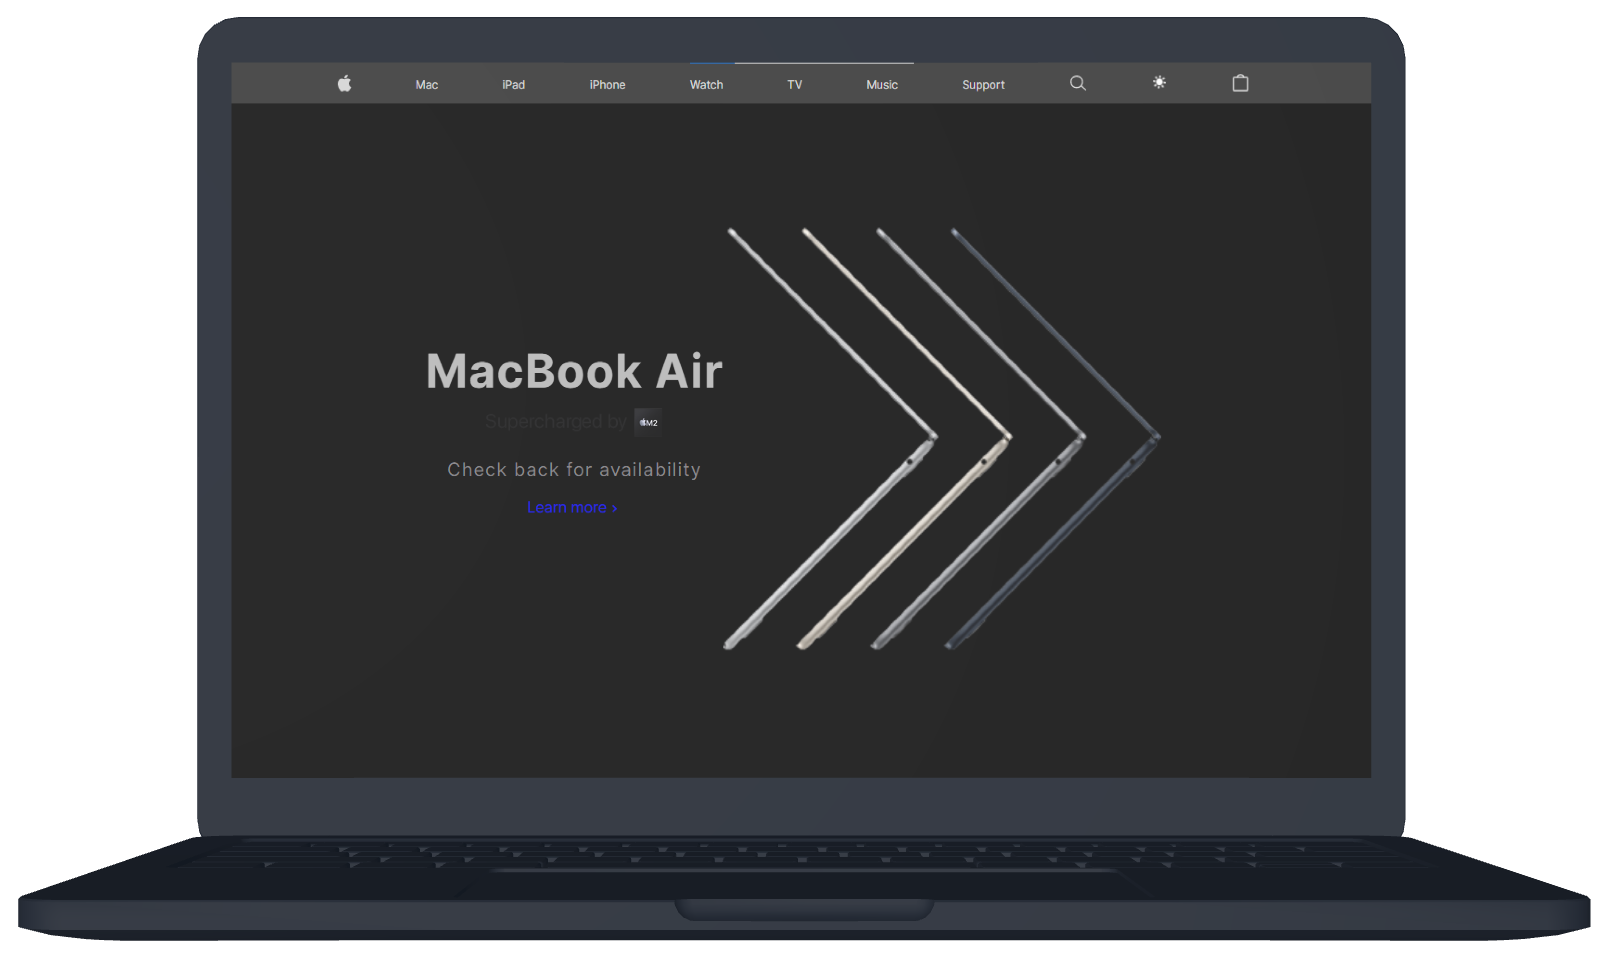 Mac iPad iPhone Watch TV Music Support
MacBook Air
Supercharged by M2
Check back for availability
Learn more ›